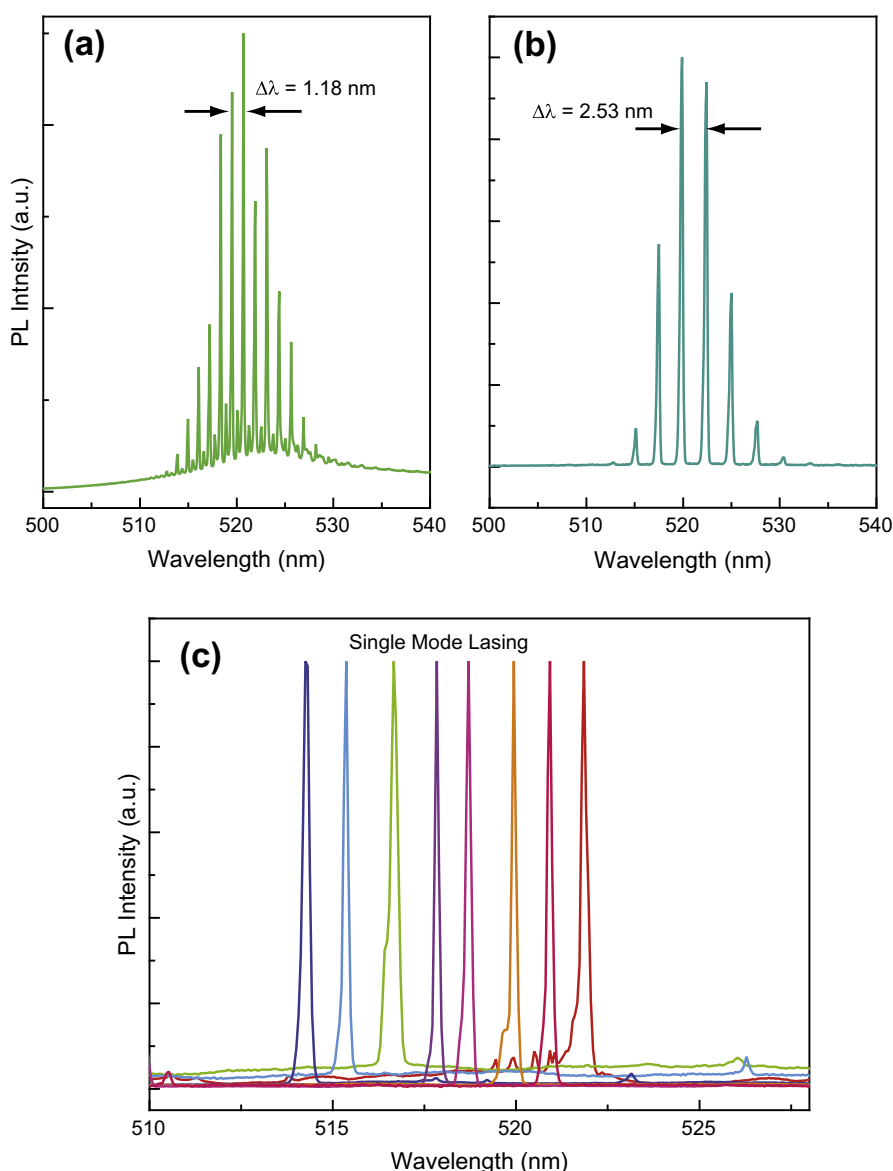 (a)
Δλ = 1.18 nm
PL Intnsity (a.u.)
500 510 520 530 540
Wavelength (nm)
(b)
Δλ = 2.53 nm
500 510 520 530 540
Wavelength (nm)
(c)
Single Mode Lasing
PL Intensity (a.u.)
510 515 520 525
Wavelength (nm)